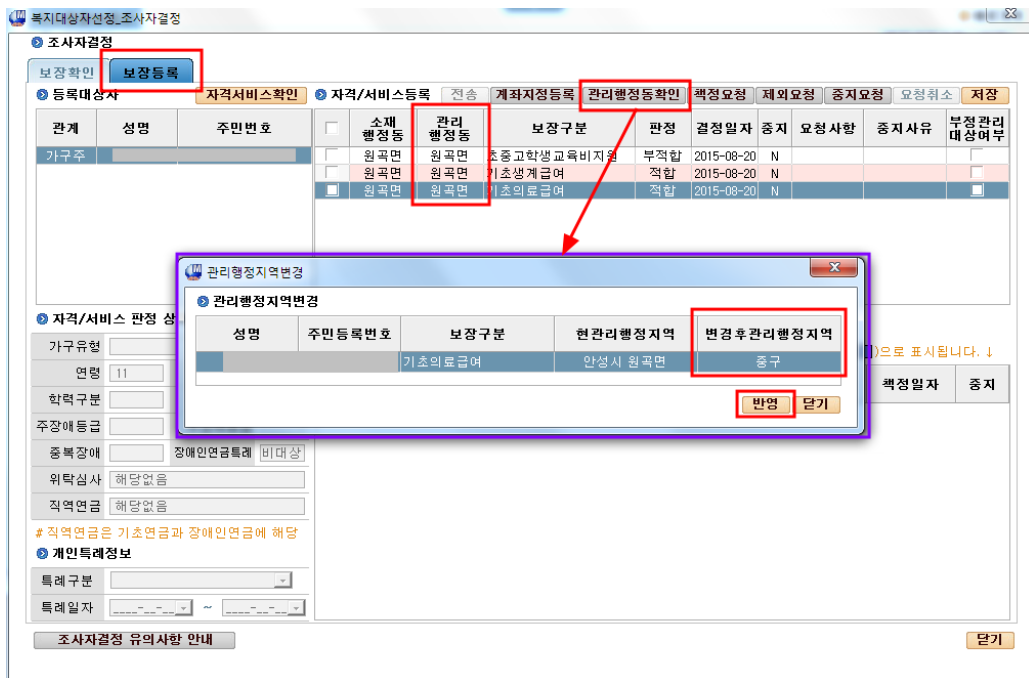 복지대상자선정_조사자결정
조사자결정
보장확인 보장등록
등록대상자 자격서비스확인 자격/서비스등록 전송 계좌지정등록 관리행정동확인 책정요청 제외요청 중지요청 요청취소 저장
관계 성명 주민번호 소재행정동 관리행정동 보장구분 판정 결정일자 중지 요청사항 중지사유 부정관리대상여부
가구주 원곡면 원곡면 초중고학생교육비지원 부적합 2015-08-20 N
원곡면 원곡면 기초생계급여 적합 2015-08-20 N
원곡면 원곡면 기초의료급여 적합 2015-08-20 N
관리행정지역변경
관리행정지역변경
성명 주민등록번호 보장구분 현관리행정지역 변경후관리행정지역
기초의료급여 안성시 원곡면 중구
반영 닫기
자격/서비스 판정 상
가구유형 )으로 표시됩니다. ↓
연령 11 책정일자 중지
학력구분
주장애등급
중복장애 장애인연금특례 비대상
위탁심사 해당없음
직역연금 해당없음
# 직역연금은 기초연금과 장애인연금에 해당
개인특례정보
특례구분
특례일자 ____-__-__ ~ ____-__-__
조사자결정 유의사항 안내 닫기